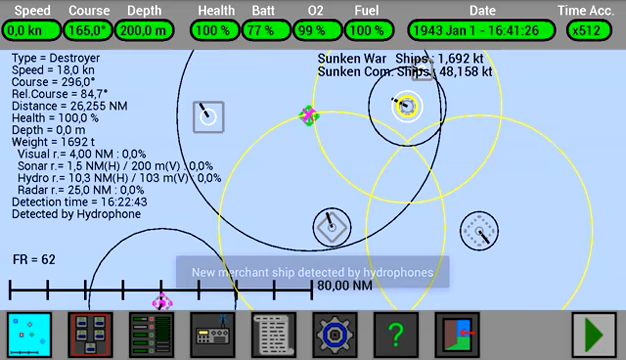 Speed Course Depth Health Batt O2 Fuel Date Time Acc.
0,0 kn 165,0° 200,0 m 100 % 77 % 99 % 100 % 1943 Jan 1 - 16:41:26 x512
Type = Destroyer
Speed = 18,0 kn
Course = 296,0°
Rel.Course = 84,7°
Distance = 26,255 NM
Health = 100,0 %
Depth = 0,0 m
Weight = 1692 t
Visual r.= 4,00 NM : 0,0%
Sonar r.= 1,5 NM(H) / 200 m(V) : 0,0%
Hydro r.= 10,3 NM(H) / 103 m(V) : 0,0%
Radar r.= 25,0 NM : 0,0%
Detection time = 16:22:43
Detected by Hydrophone
Sunken War Ships : 1,692 kt
Sunken Com. Ships : 48,158 kt
FR = 62
New merchant ship detected by hydrophones
80,00 NM
?